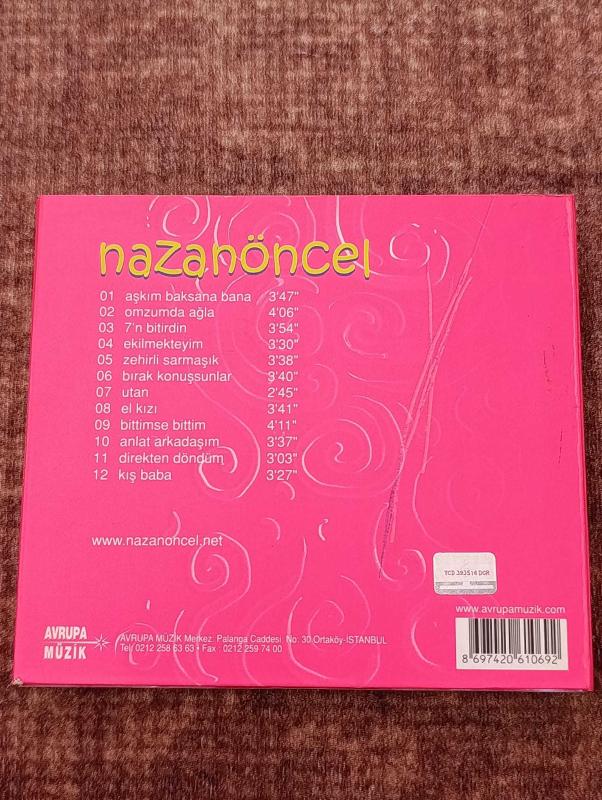 nazanöncel
01 aşkım baksana bana 3'47"
02 omzumda ağla 4'06"
03 7'n bitirdin 3'54"
04 ekilmekteyim 3'30"
05 zehirli sarmaşık 3'38"
06 bırak konuşsunlar 3'40"
07 utan 2'45"
08 el kızı 3'41"
09 bittimse bittim 4'11"
10 anlat arkadaşım 3'37"
11 direkten döndüm 3'03"
12 kış baba 3'27"
www.nazanoncel.net
TCD 393514 DGR
www.avrupamuzik.com
AVRUPA
MÜZİK
AVRUPA MÜZİK Merkez: Palanga Caddesi No: 30 Ortaköy-İSTANBUL
Tel: 0212 258 63 63 • Fax : 0212 259 74 00
8 697420 610692